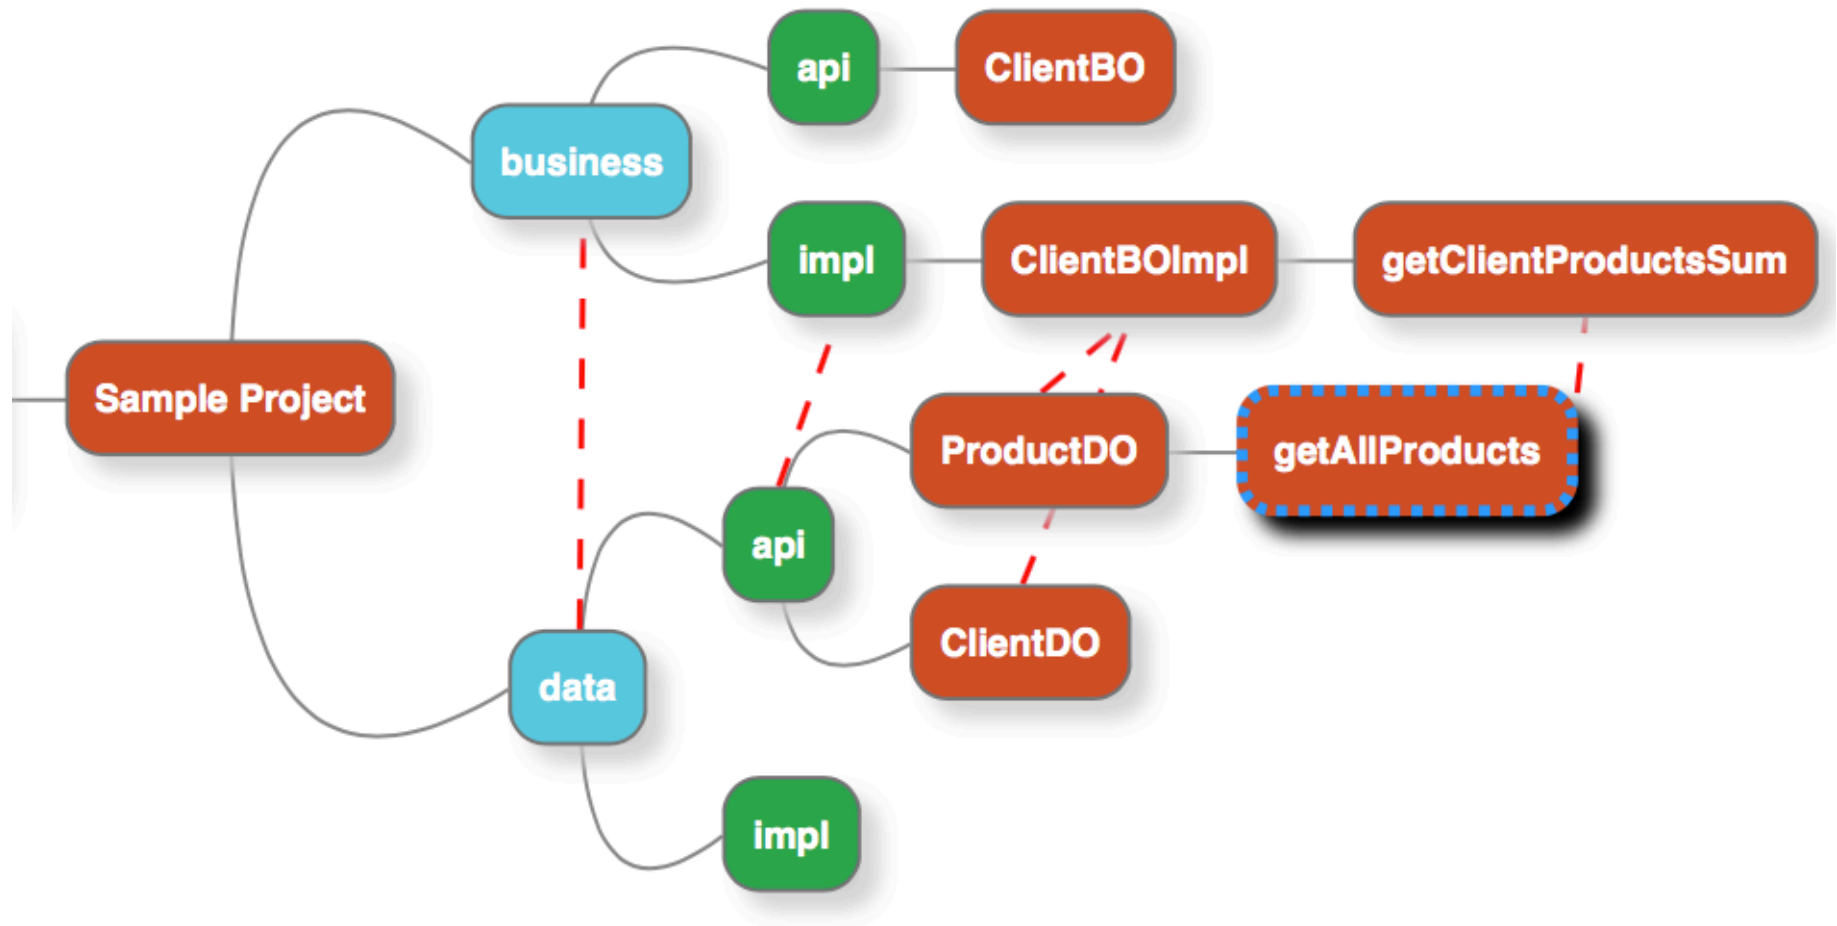 api
ClientBO
business
impl
ClientBOImpl
getClientProductsSum
Sample Project
ProductDO
getAllProducts
api
ClientDO
data
impl